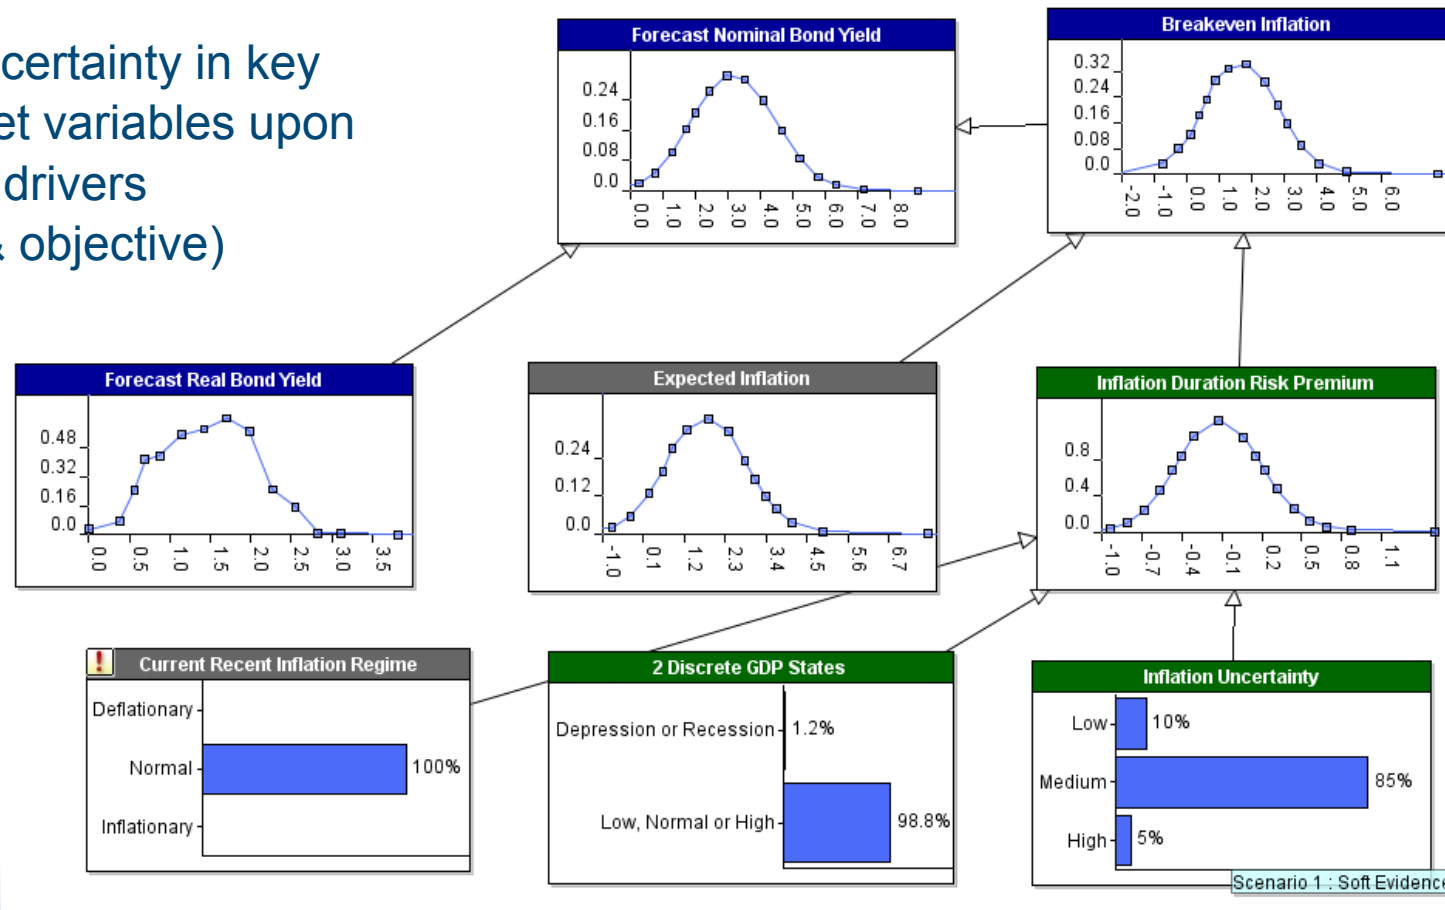 certainty in key
et variables upon
drivers
& objective)
Forecast Nominal Bond Yield
0.24
0.16
0.08
0.0
0.0 1.0 2.0 3.0 4.0 5.0 6.0 7.0 8.0
Breakeven Inflation
0.32
0.24
0.16
0.08
0.0
-2.0 -1.0 0.0 1.0 2.0 3.0 4.0 5.0 6.0
Forecast Real Bond Yield
0.48
0.32
0.16
0.0
0.0 0.5 1.0 1.5 2.0 2.5 3.0 3.5
Expected Inflation
0.24
0.12
0.0
-1.0 0.1 1.2 2.3 3.4 4.5 5.6 6.7
Inflation Duration Risk Premium
0.8
0.4
0.0
-1.0 -0.7 -0.4 -0.1 0.2 0.5 0.8 1.1
! Current Recent Inflation Regime
Deflationary
Normal 100%
Inflationary
2 Discrete GDP States
Depression or Recession 1.2%
Low, Normal or High 98.8%
Inflation Uncertainty
Low 10%
Medium 85%
High 5%
Scenario 1 : Soft Evidence